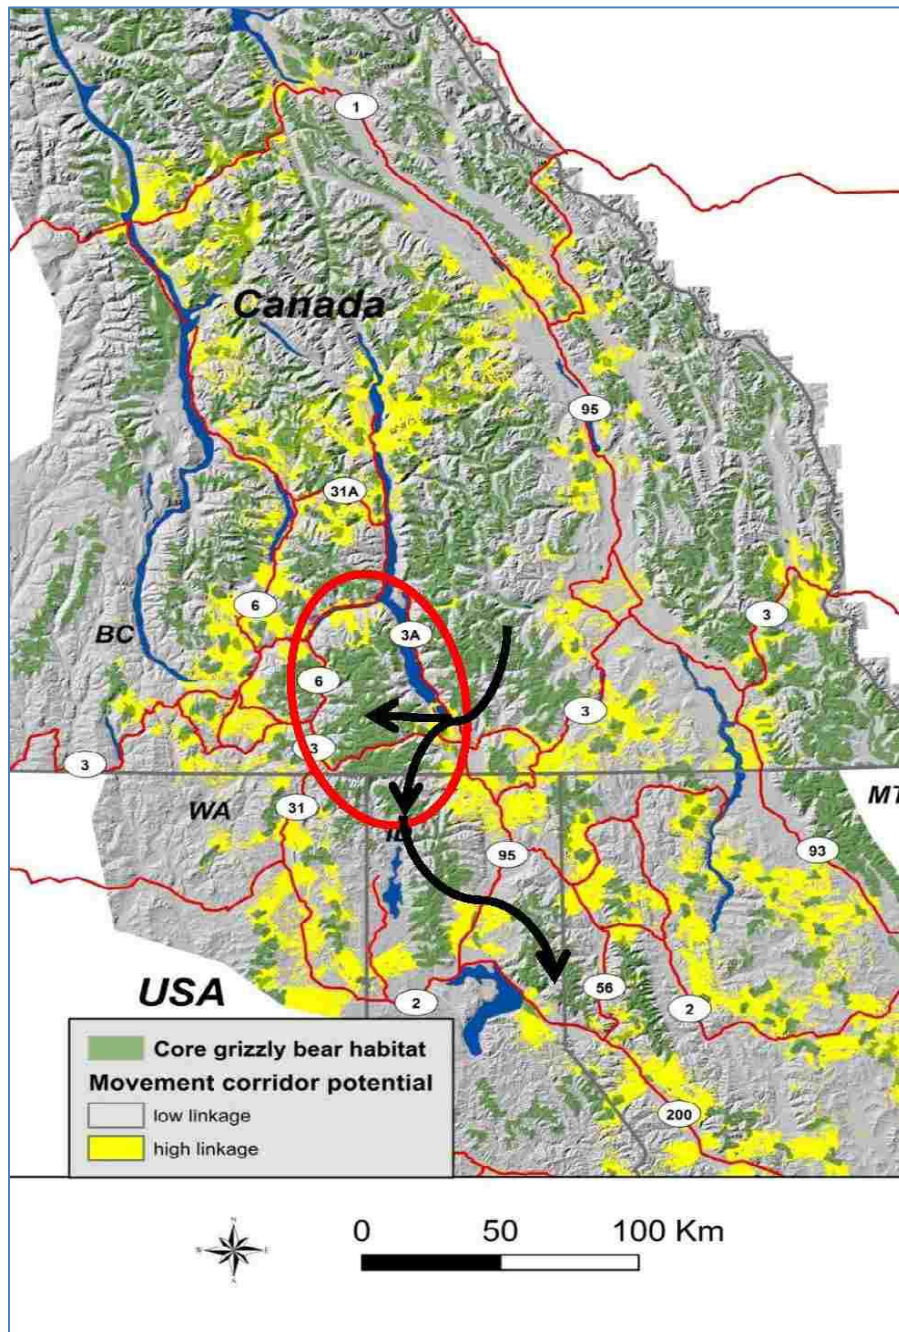 1
Canada
95
31A
6
BC
3A
3
6
3
3
3
WA
31
MT
ID
95
93
USA
56
2
2
200
Core grizzly bear habitat
Movement corridor potential
low linkage
high linkage
N
W
E
S
0 50 100 Km